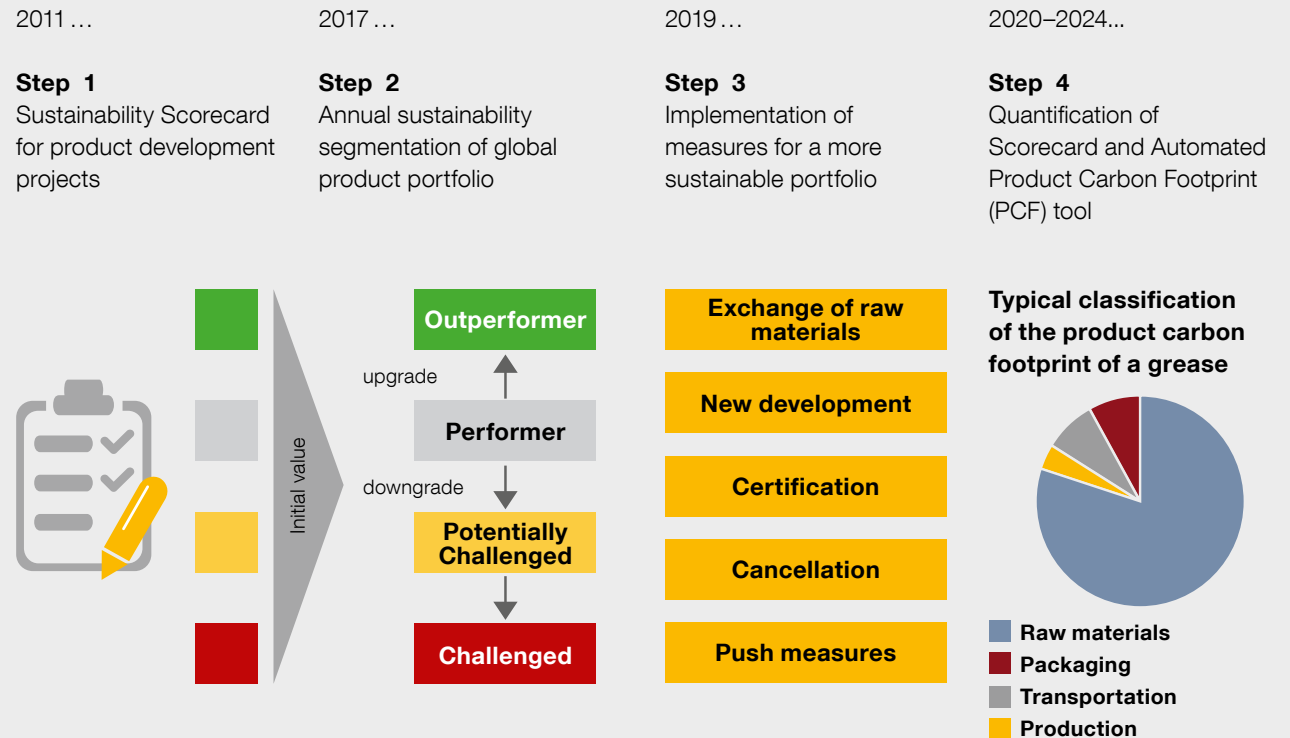 2011 …
Step 1
Sustainability Scorecard
for product development
projects
Initial value
2017 …
Step 2
Annual sustainability
segmentation of global
product portfolio
Outperformer
upgrade
Performer
downgrade
Potentially
Challenged
Challenged
2019 …
Step 3
Implementation of
measures for a more
sustainable portfolio
Exchange of raw
materials
New development
Certification
Cancellation
Push measures
2020–2024...
Step 4
Quantification of
Scorecard and Automated
Product Carbon Footprint
(PCF) tool
Typical classification
of the product carbon
footprint of a grease
Raw materials
Packaging
Transportation
Production